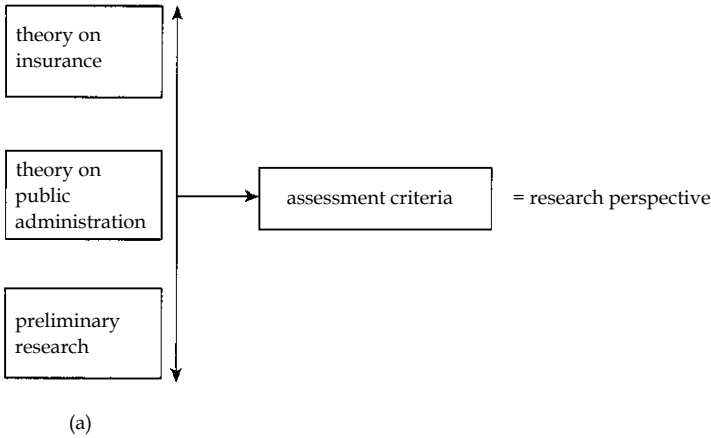 theory on
insurance
theory on
public
administration
assessment criteria
= research perspective
preliminary
research
(a)